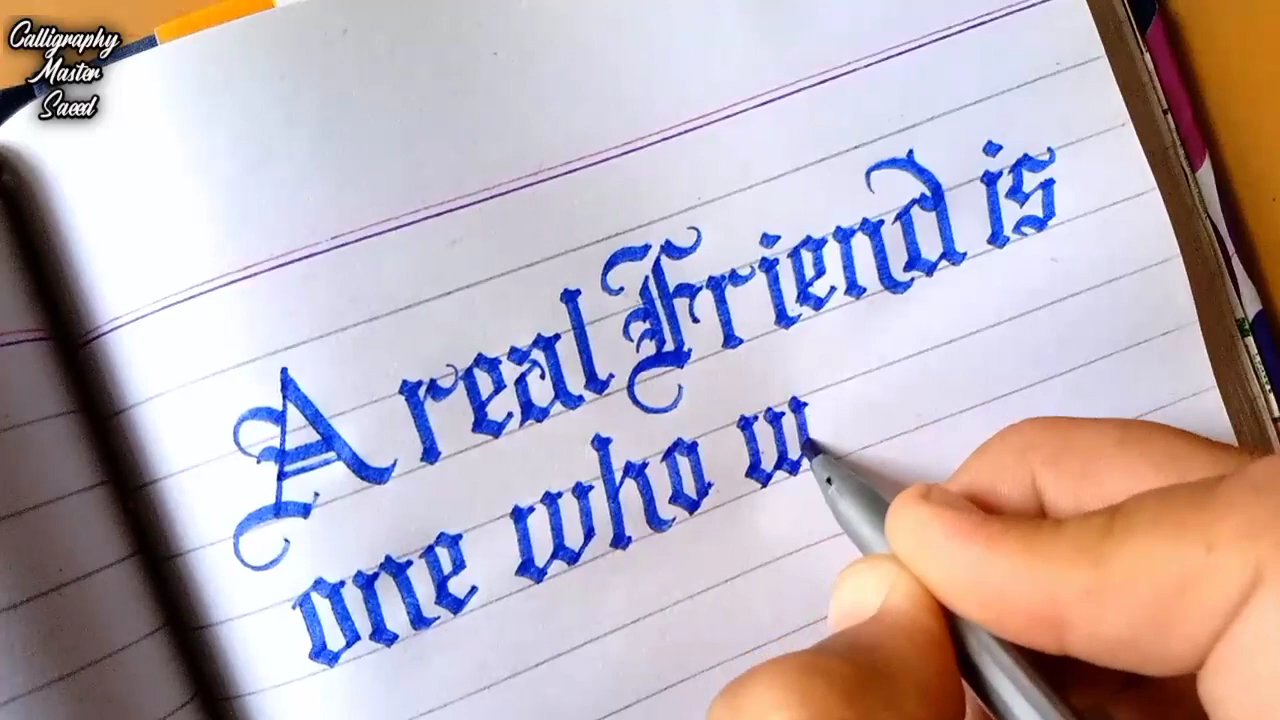 Calligraphy
Master
Saeed
A real Friend is
one who w